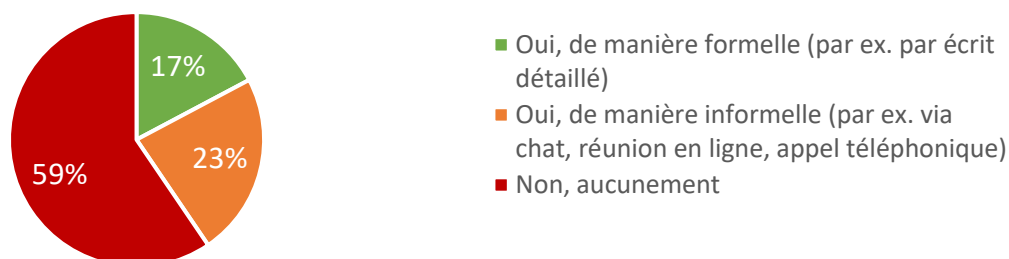 17%
23%
59%
Oui, de manière formelle (par ex. par écrit
détaillé)
Oui, de manière informelle (par ex. via
chat, réunion en ligne, appel téléphonique)
Non, aucunement